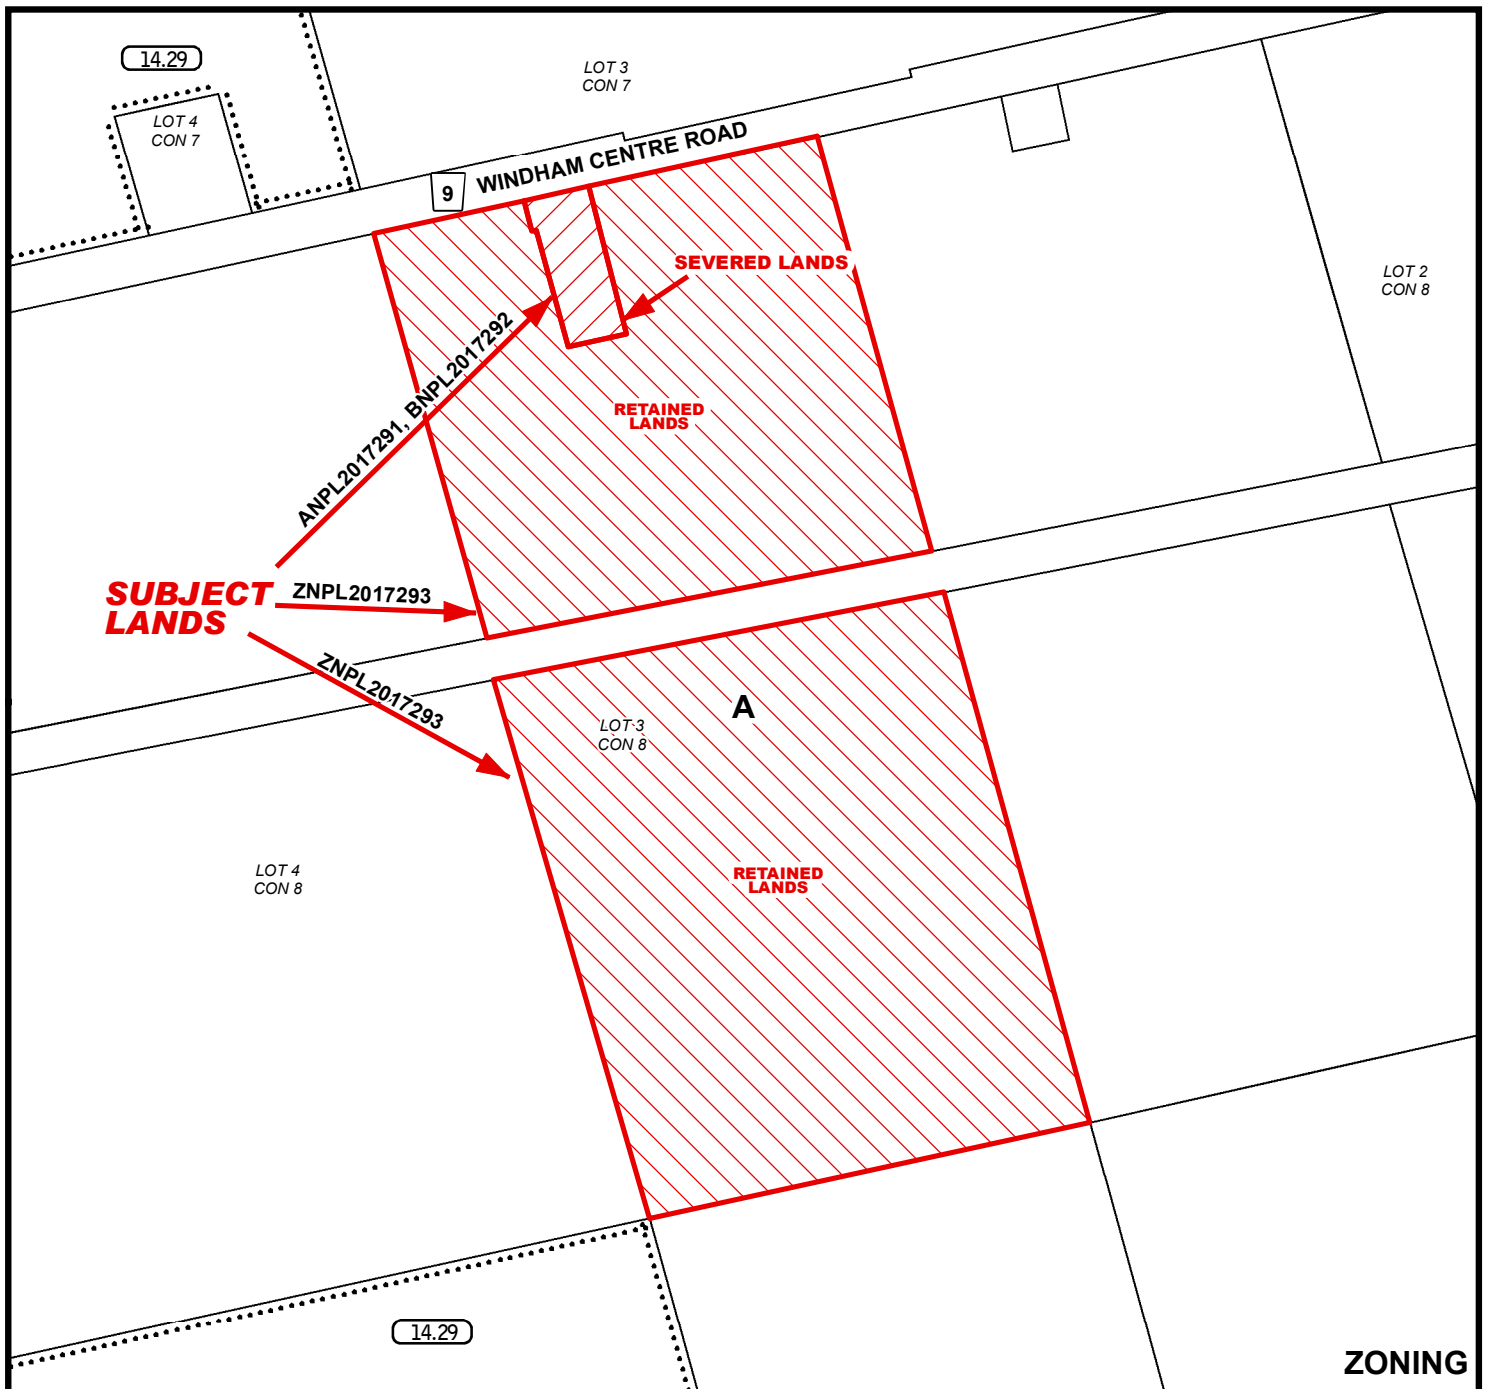 14.29
LOT 3
CON 7
LOT 4
CON 7
WINDHAM CENTRE ROAD
9
SEVERED LANDS
LOT 2
CON 8
ANPL2017291, BNPL2017292
RETAINED
LANDS
SUBJECT
LANDS
ZNPL2017293
ZNPL2017293
A
LOT 3
CON 8
LOT 4
CON 8
RETAINED
LANDS
14.29
ZONING